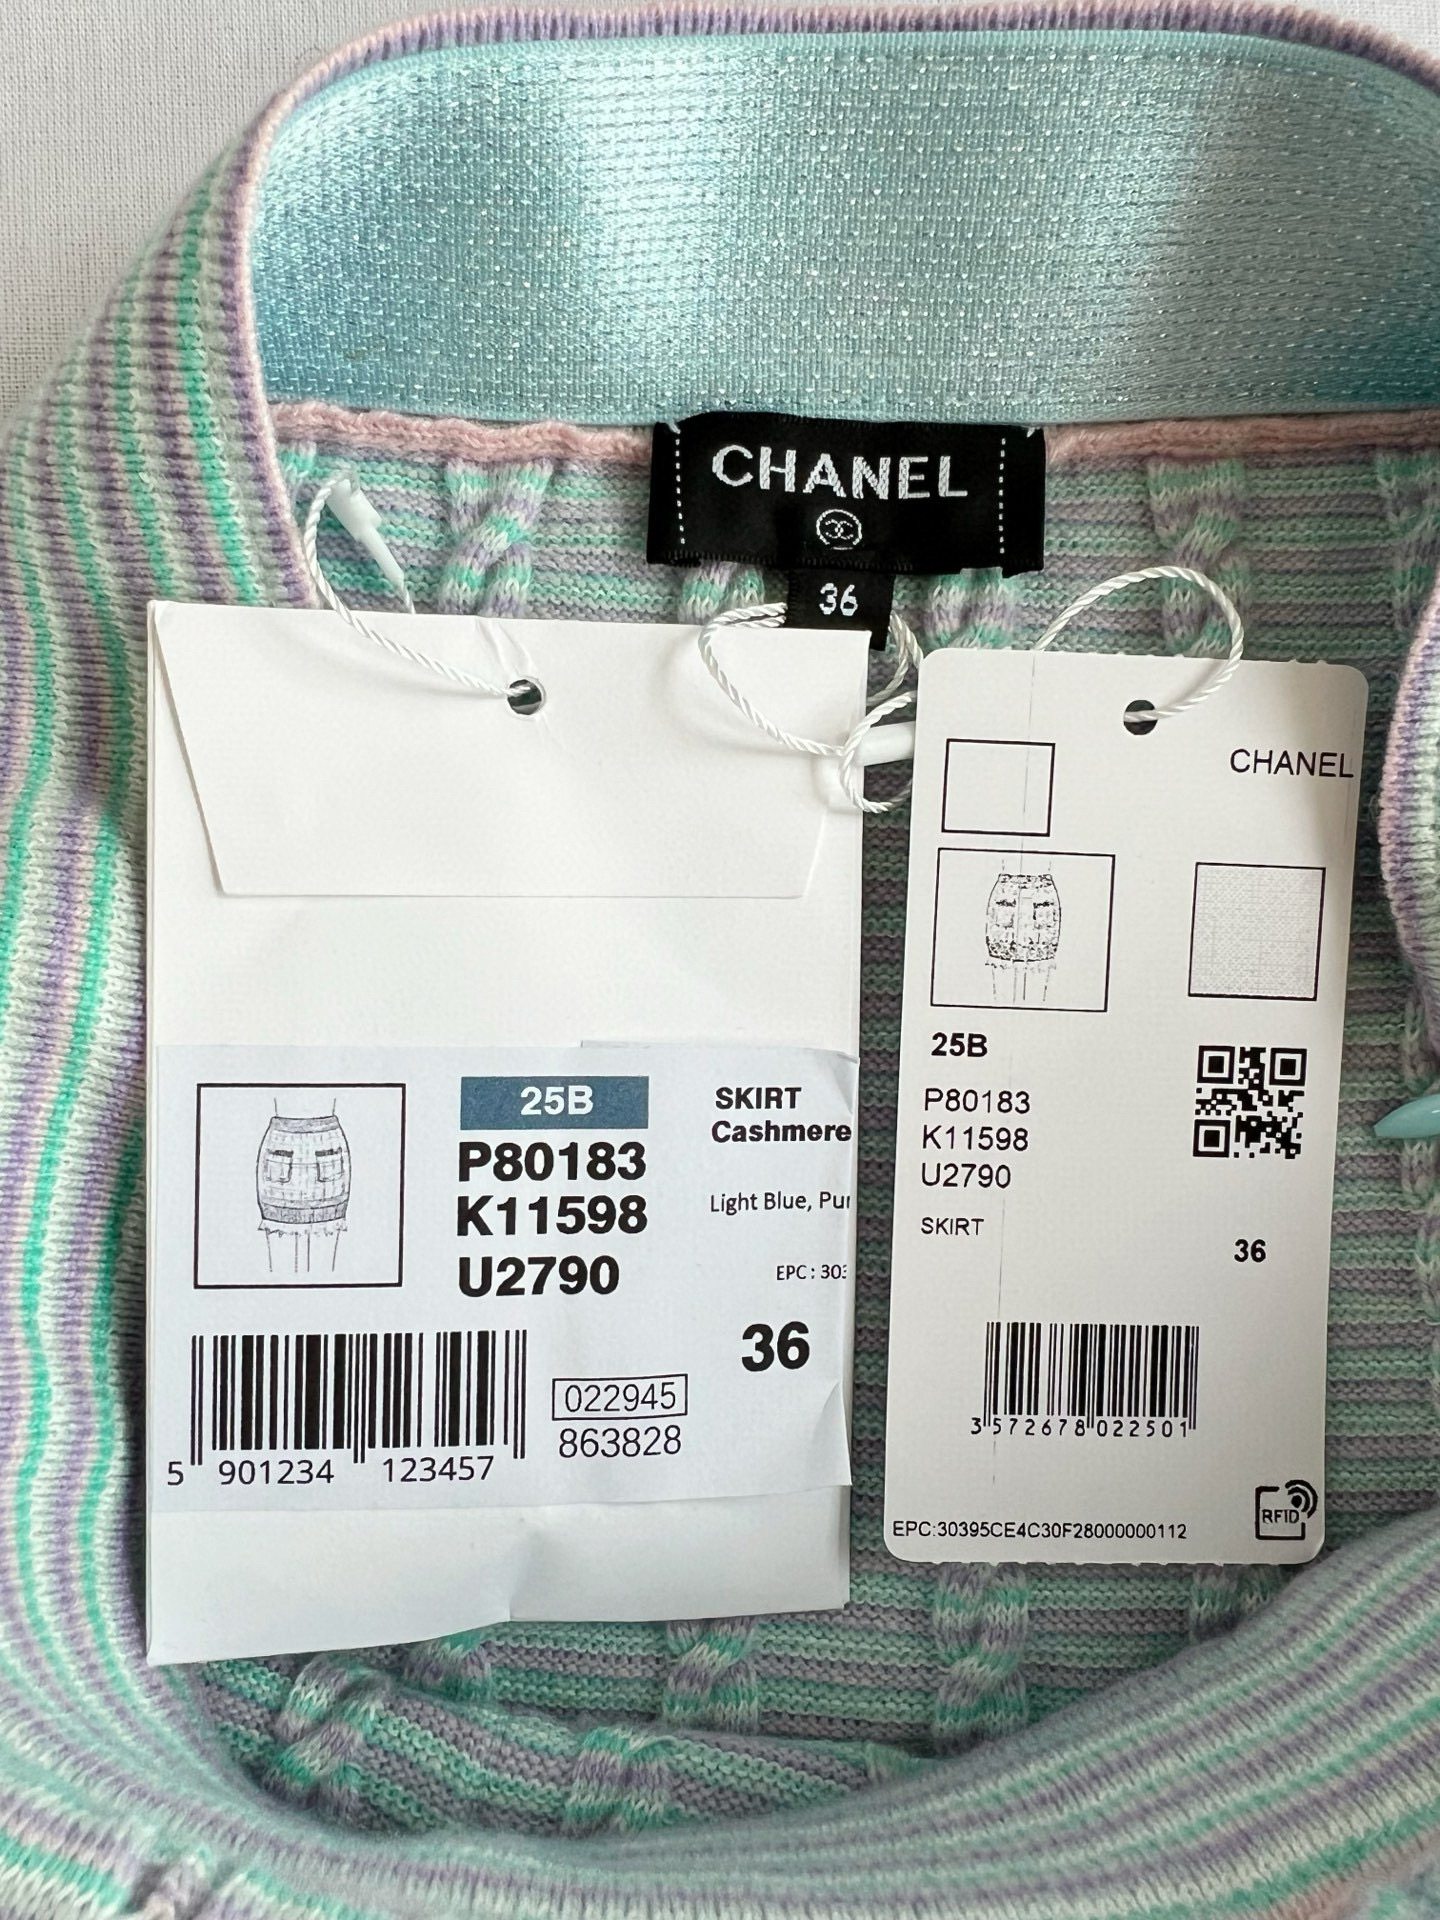 CHANEL
36
25B
P80183
K11598
U2790
SKIRT
Cashmere
Light Blue, Pur
EPC: 303
36
5 901234 123457
022945
863828
CHANEL
25B
P80183
K11598
U2790
SKIRT
36
3 572678 022501
RFID
EPC:30395CE4C30F28000000112